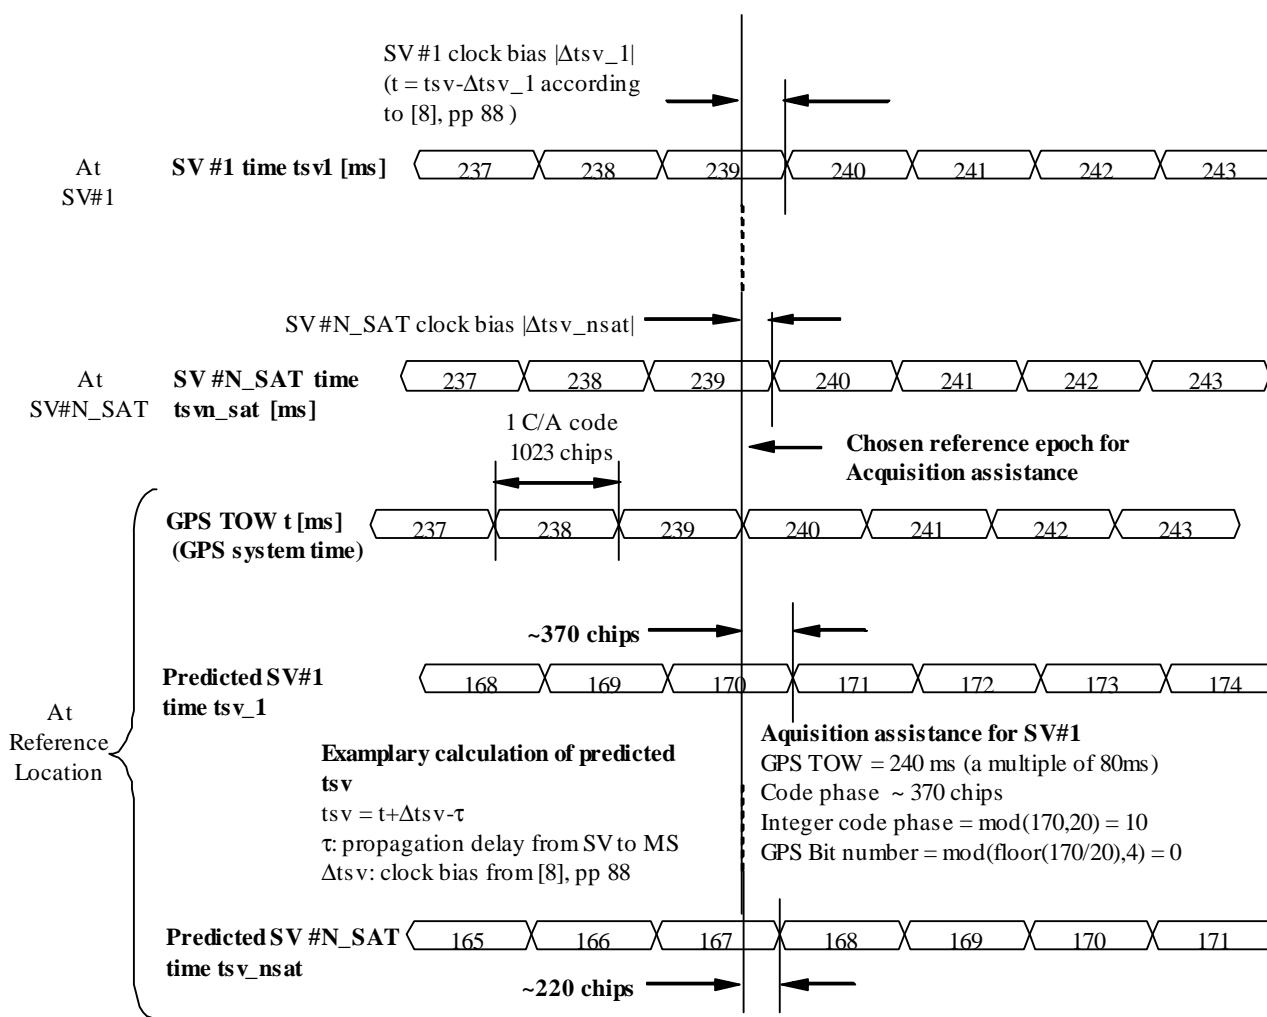 SV #1 clock bias |Δtsv_1|
(t = tsv-Δtsv_1 according
to [8], pp 88 )
At
SV#1
SV #1 time tsv1 [ms]
237 238 239 240 241 242 243
SV #N_SAT clock bias |Δtsv_nsat|
At
SV#N_SAT
SV #N_SAT time
tsvn_sat [ms]
237 238 239 240 241 242 243
1 C/A code
1023 chips
Chosen reference epoch for
Acquisition assistance
GPS TOW t [ms]
(GPS system time)
237 238 239 240 241 242 243
~370 chips
Predicted SV#1
time tsv_1
168 169 170 171 172 173 174
At
Reference
Location
Examplary calculation of predicted
tsv
tsv = t+Δtsv-τ
τ: propagation delay from SV to MS
Δtsv: clock bias from [8], pp 88
Aquisition assistance for SV#1
GPS TOW = 240 ms (a multiple of 80ms)
Code phase ~ 370 chips
Integer code phase = mod(170,20) = 10
GPS Bit number = mod(floor(170/20),4) = 0
Predicted SV #N_SAT
time tsv_nsat
165 166 167 168 169 170 171
~220 chips